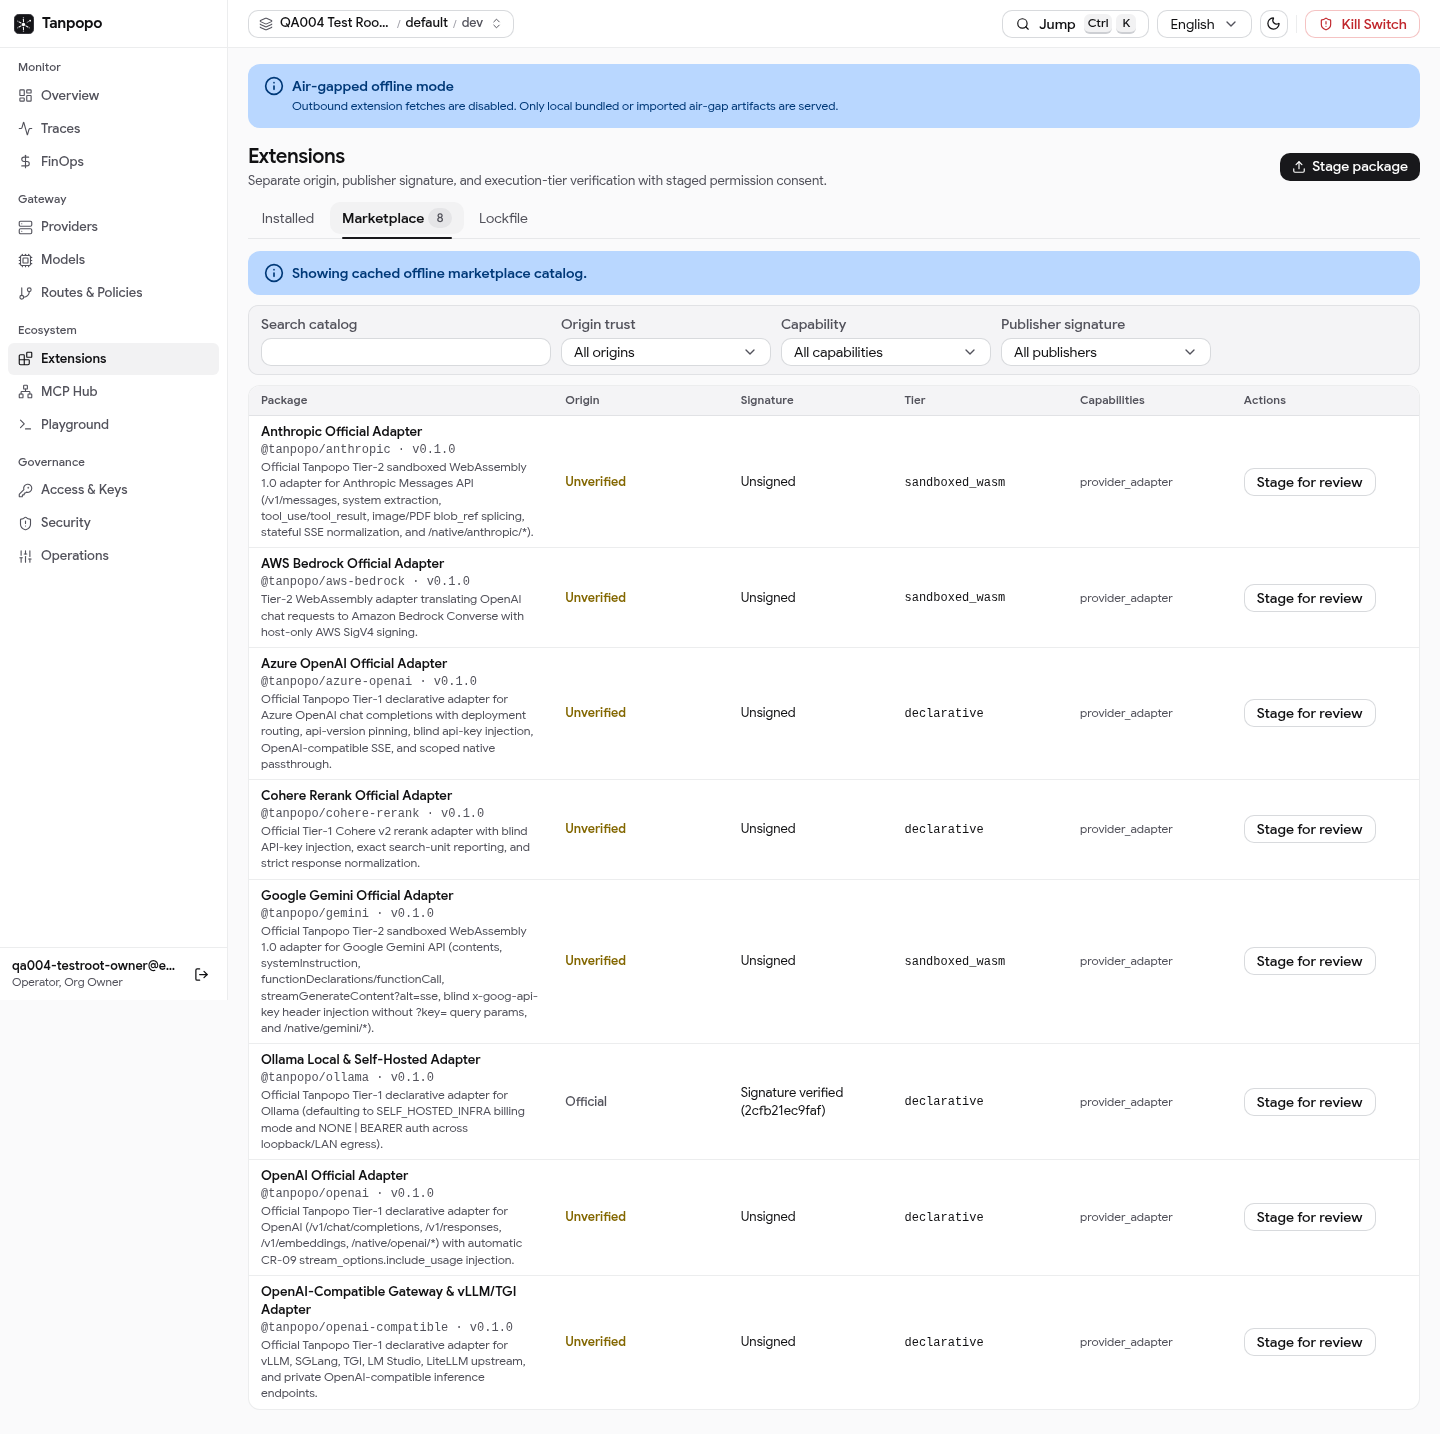 Tanpopo
QA004 Test Roo... / default / dev
Jump Ctrl K
English
Kill Switch
Monitor
Overview
Traces
FinOps
Gateway
Providers
Models
Routes & Policies
Ecosystem
Extensions
MCP Hub
Playground
Governance
Access & Keys
Security
Operations
qa004-testroot-owner@e...
Operator, Org Owner
Air-gapped offline mode
Outbound extension fetches are disabled. Only local bundled or imported air-gap artifacts are served.
Extensions
Separate origin, publisher signature, and execution-tier verification with staged permission consent.
Stage package
Installed Marketplace 8 Lockfile
Showing cached offline marketplace catalog.
Search catalog Origin trust Capability Publisher signature
All origins All capabilities All publishers
Package Origin Signature Tier Capabilities Actions
Anthropic Official Adapter
@tanpopo/anthropic · v0.1.0
Official Tanpopo Tier-2 sandboxed WebAssembly
1.0 adapter for Anthropic Messages API
(/v1/messages, system extraction,
tool_use/tool_result, image/PDF blob_ref splicing,
stateful SSE normalization, and /native/anthropic/*).
Unverified Unsigned sandboxed_wasm provider_adapter Stage for review
AWS Bedrock Official Adapter
@tanpopo/aws-bedrock · v0.1.0
Tier-2 WebAssembly adapter translating OpenAI
chat requests to Amazon Bedrock Converse with
host-only AWS SigV4 signing.
Unverified Unsigned sandboxed_wasm provider_adapter Stage for review
Azure OpenAI Official Adapter
@tanpopo/azure-openai · v0.1.0
Official Tanpopo Tier-1 declarative adapter for
Azure OpenAI chat completions with deployment
routing, api-version pinning, blind api-key injection,
OpenAI-compatible SSE, and scoped native
passthrough.
Unverified Unsigned declarative provider_adapter Stage for review
Cohere Rerank Official Adapter
@tanpopo/cohere-rerank · v0.1.0
Official Tier-1 Cohere v2 rerank adapter with blind
API-key injection, exact search-unit reporting, and
strict response normalization.
Unverified Unsigned declarative provider_adapter Stage for review
Google Gemini Official Adapter
@tanpopo/gemini · v0.1.0
Official Tanpopo Tier-2 sandboxed WebAssembly
1.0 adapter for Google Gemini API (contents,
systemInstruction,
functionDeclarations/functionCall,
streamGenerateContent?alt=sse, blind x-goog-api-
key header injection without ?key= query params,
and /native/gemini/*).
Unverified Unsigned sandboxed_wasm provider_adapter Stage for review
Ollama Local & Self-Hosted Adapter
@tanpopo/ollama · v0.1.0
Official Tanpopo Tier-1 declarative adapter for
Ollama (defaulting to SELF_HOSTED_INFRA billing
mode and NONE | BEARER auth across
loopback/LAN egress).
Official Signature verified (2cfb21ec9faf) declarative provider_adapter Stage for review
OpenAI Official Adapter
@tanpopo/openai · v0.1.0
Official Tanpopo Tier-1 declarative adapter for
OpenAI (/v1/chat/completions, /v1/responses,
/v1/embeddings, /native/openai/*) with automatic
CR-09 stream_options.include_usage injection.
Unverified Unsigned declarative provider_adapter Stage for review
OpenAI-Compatible Gateway & vLLM/TGI
Adapter
@tanpopo/openai-compatible · v0.1.0
Official Tanpopo Tier-1 declarative adapter for
vLLM, SGLang, TGI, LM Studio, LiteLLM upstream,
and private OpenAI-compatible inference
endpoints.
Unverified Unsigned declarative provider_adapter Stage for review